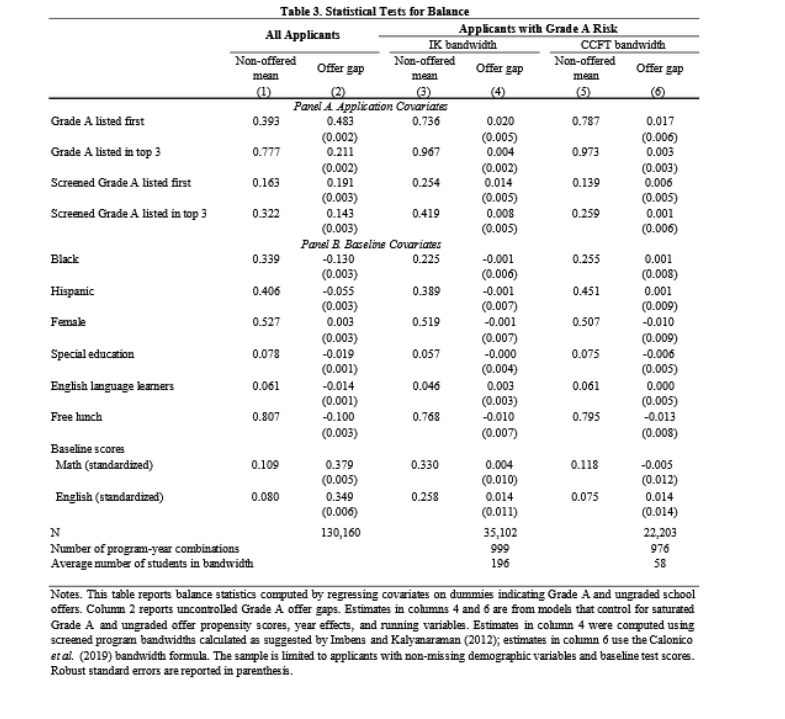 Table 3. Statistical Tests for Balance
All Applicants Applicants with Grade A Risk
IK bandwidth CCFT bandwidth
Non-offered mean Offer gap Non-offered mean Offer gap Non-offered mean Offer gap
(1) (2) (3) (4) (5) (6)
Panel A. Application Covariates
Grade A listed first 0.393 0.483 0.736 0.020 0.787 0.017
(0.002) (0.005) (0.006)
Grade A listed in top 3 0.777 0.211 0.967 0.004 0.973 0.003
(0.002) (0.002) (0.003)
Screened Grade A listed first 0.163 0.191 0.254 0.014 0.139 0.006
(0.003) (0.005) (0.005)
Screened Grade A listed in top 3 0.322 0.143 0.419 0.008 0.259 0.001
(0.003) (0.005) (0.006)
Panel B. Baseline Covariates
Black 0.339 -0.130 0.225 -0.001 0.255 0.001
(0.003) (0.006) (0.008)
Hispanic 0.406 -0.055 0.389 -0.001 0.451 0.001
(0.003) (0.007) (0.009)
Female 0.527 0.003 0.519 -0.001 0.507 -0.010
(0.003) (0.007) (0.009)
Special education 0.078 -0.019 0.057 -0.000 0.075 -0.006
(0.001) (0.004) (0.005)
English language learners 0.061 -0.014 0.046 0.003 0.061 0.000
(0.001) (0.003) (0.005)
Free lunch 0.807 -0.100 0.768 -0.010 0.795 -0.013
(0.003) (0.007) (0.008)
Baseline scores
Math (standardized) 0.109 0.379 0.330 0.004 0.118 -0.005
(0.005) (0.010) (0.012)
English (standardized) 0.080 0.349 0.258 0.014 0.075 0.014
(0.006) (0.011) (0.014)
N 130,160 35,102 22,203
Number of program-year combinations 999 976
Average number of students in bandwidth 196 58
Notes. This table reports balance statistics computed by regressing covariates on dummies indicating Grade A and ungraded school
offers. Column 2 reports uncontrolled Grade A offer gaps. Estimates in columns 4 and 6 are from models that control for saturated
Grade A and ungraded offer propensity scores, year effects, and running variables. Estimates in column 4 were computed using
screened program bandwidths calculated as suggested by Imbens and Kalyanaraman (2012); estimates in column 6 use the Calonico
et al. (2019) bandwidth formula. The sample is limited to applicants with non-missing demographic variables and baseline test scores.
Robust standard errors are reported in parenthesis.